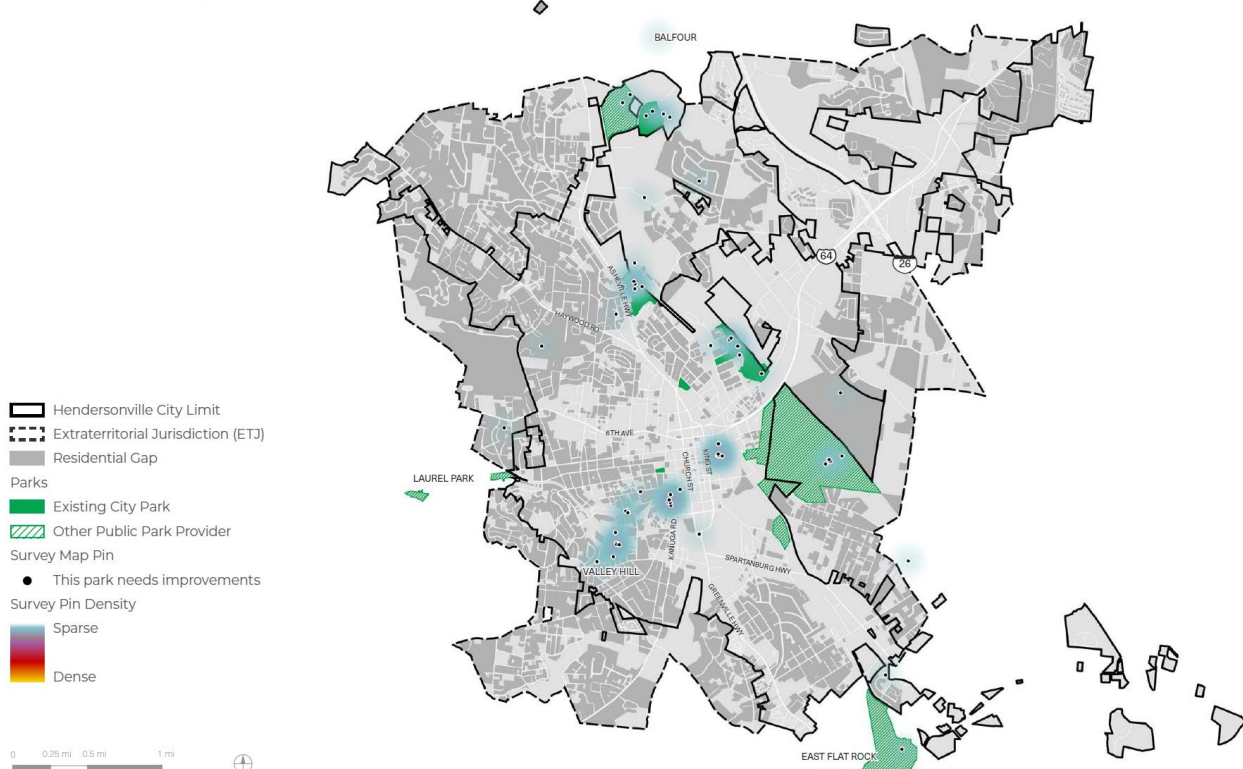 BALFOUR
64
26
ASHEVILLE HWY
HAYWOOD RD
Hendersonville City Limit
Extraterritorial Jurisdiction (ETJ)
6TH AVE
Residential Gap
KING ST
CHURCH ST
Parks
LAUREL PARK
Existing City Park
Other Public Park Provider
KANUGA RD
Survey Map Pin
SPARTANBURG HWY
This park needs improvements
VALLEY HILL
Survey Pin Density
GREENVILLE HWY
Sparse
Dense
0 0.25 mi 0.5 mi 1 mi
EAST FLAT ROCK